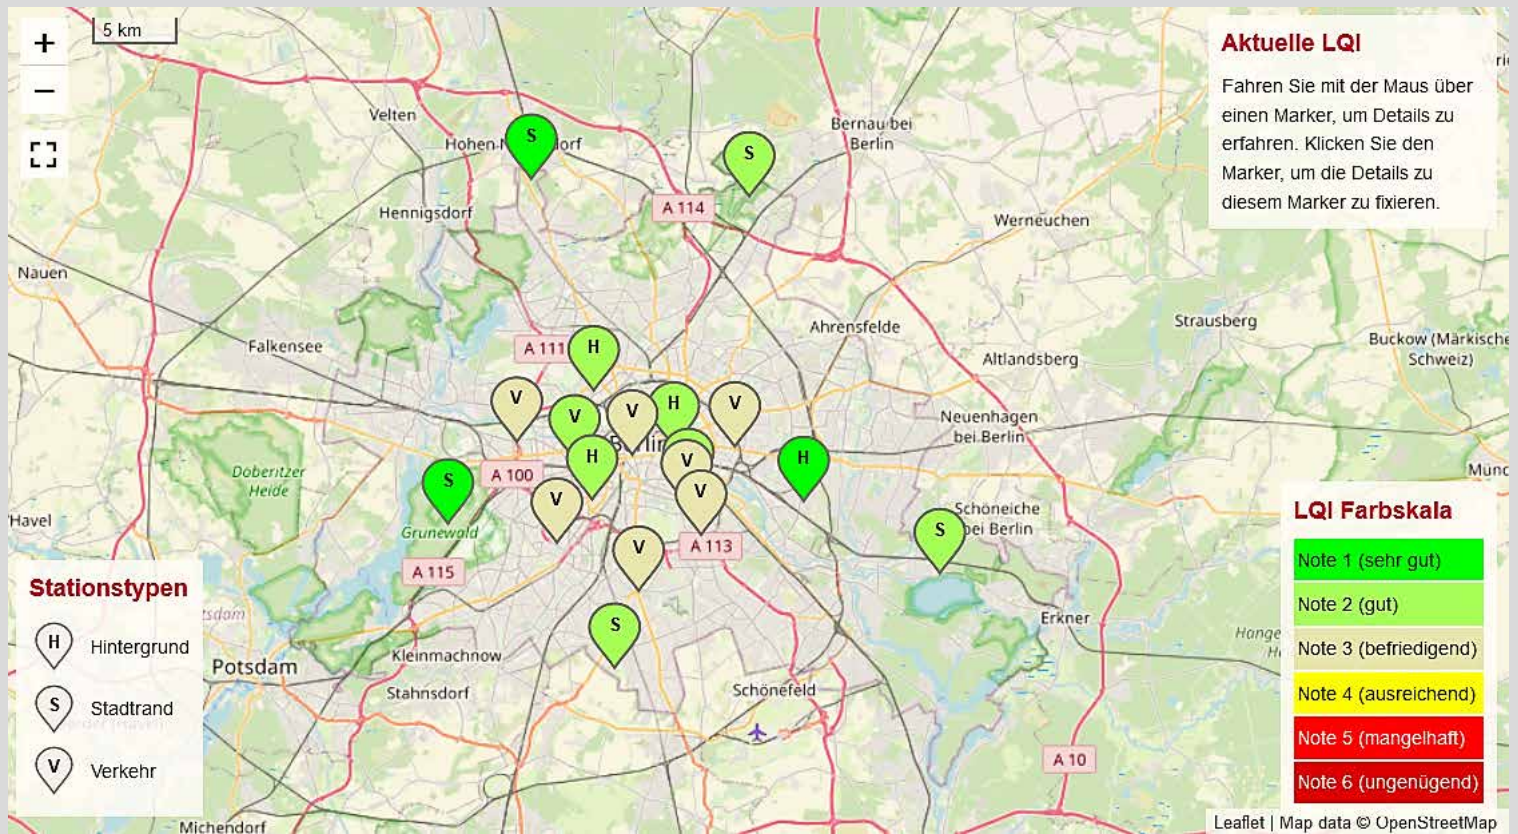 +
−
5 km
Aktuelle LQI
Fahren Sie mit der Maus über
einen Marker, um Details zu
erfahren. Klicken Sie den
Marker, um die Details zu
diesem Marker zu fixieren.
Velten
Bernau bei
Berlin
S
Hohen
dorf
S
A 114
Hennigsdorf
Werneuchen
Nauen
Strausberg
Ahrensfelde
Buckow (Märkische
Schweiz)
Falkensee
A 111
H
Altlandsberg
V
V
V
H
V
Neuenhagen
bei Berlin
Berlin
H
V
H
Döberitzer
Heide
A 100
S
V
V
Schöneiche
bei Berlin
Havel
Grunewald
S
V
A 113
A 115
S
Erkner
Potsdam
Kleinmachnow
Stahnsdorf
Schönefeld
A 10
Michendorf
Stationstypen
H Hintergrund
S Stadtrand
V Verkehr
LQI Farbskala
Note 1 (sehr gut)
Note 2 (gut)
Note 3 (befriedigend)
Note 4 (ausreichend)
Note 5 (mangelhaft)
Note 6 (ungenügend)
Leaflet | Map data © OpenStreetMap